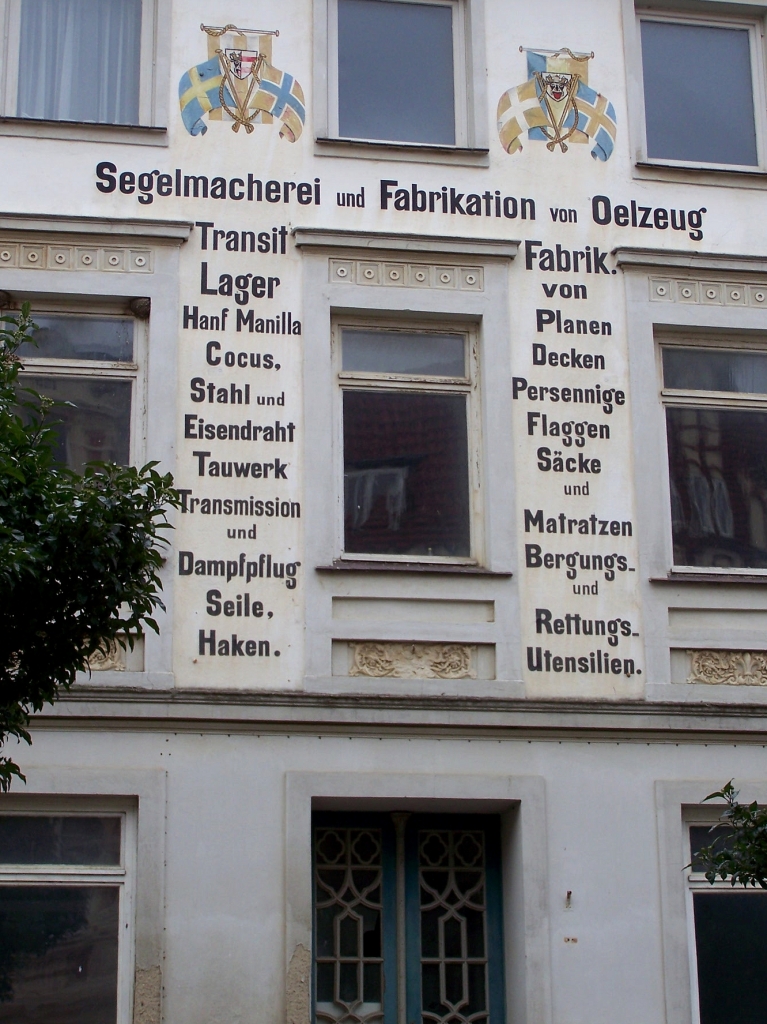 Segelmacherei und Fabrikation von Oelzeug
Transit
Lager
Hanf Manilla
Cocus,
Stahl und
Eisendraht
Tauwerk
Transmission
und
Dampfpflug
Seile,
Haken.
Fabrik.
von
Planen
Decken
Persennige
Flaggen
Säcke
und
Matratzen
Bergungs-
und
Rettungs-
Utensilien.